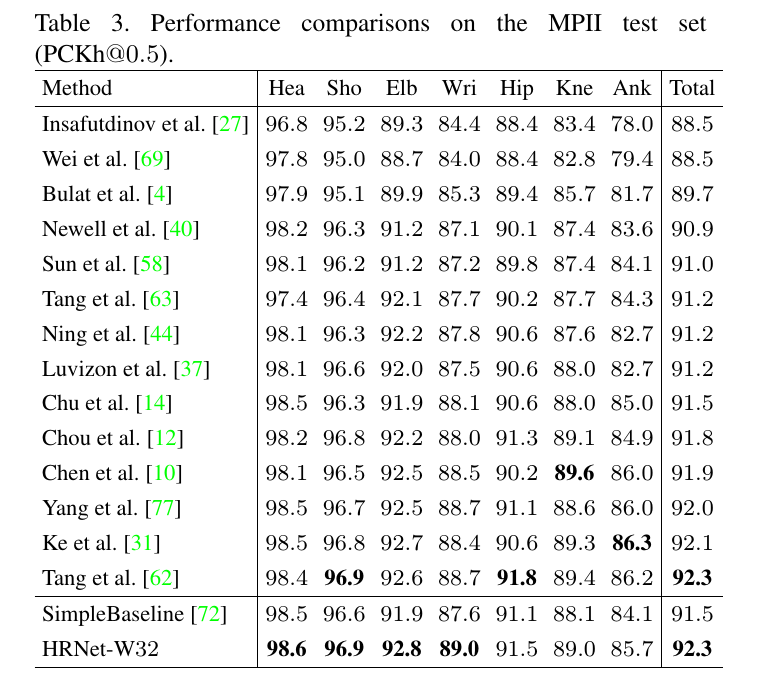 Table 3. Performance comparisons on the MPII test set
(PCKh@0.5).
Method Hea Sho Elb Wri Hip Kne Ank Total
Insafutdinov et al. [27] 96.8 95.2 89.3 84.4 88.4 83.4 78.0 88.5
Wei et al. [69] 97.8 95.0 88.7 84.0 88.4 82.8 79.4 88.5
Bulat et al. [4] 97.9 95.1 89.9 85.3 89.4 85.7 81.7 89.7
Newell et al. [40] 98.2 96.3 91.2 87.1 90.1 87.4 83.6 90.9
Sun et al. [58] 98.1 96.2 91.2 87.2 89.8 87.4 84.1 91.0
Tang et al. [63] 97.4 96.4 92.1 87.7 90.2 87.7 84.3 91.2
Ning et al. [44] 98.1 96.3 92.2 87.8 90.6 87.6 82.7 91.2
Luvizon et al. [37] 98.1 96.6 92.0 87.5 90.6 88.0 82.7 91.2
Chu et al. [14] 98.5 96.3 91.9 88.1 90.6 88.0 85.0 91.5
Chou et al. [12] 98.2 96.8 92.2 88.0 91.3 89.1 84.9 91.8
Chen et al. [10] 98.1 96.5 92.5 88.5 90.2 89.6 86.0 91.9
Yang et al. [77] 98.5 96.7 92.5 88.7 91.1 88.6 86.0 92.0
Ke et al. [31] 98.5 96.8 92.7 88.4 90.6 89.3 86.3 92.1
Tang et al. [62] 98.4 96.9 92.6 88.7 91.8 89.4 86.2 92.3
SimpleBaseline [72] 98.5 96.6 91.9 87.6 91.1 88.1 84.1 91.5
HRNet-W32 98.6 96.9 92.8 89.0 91.5 89.0 85.7 92.3